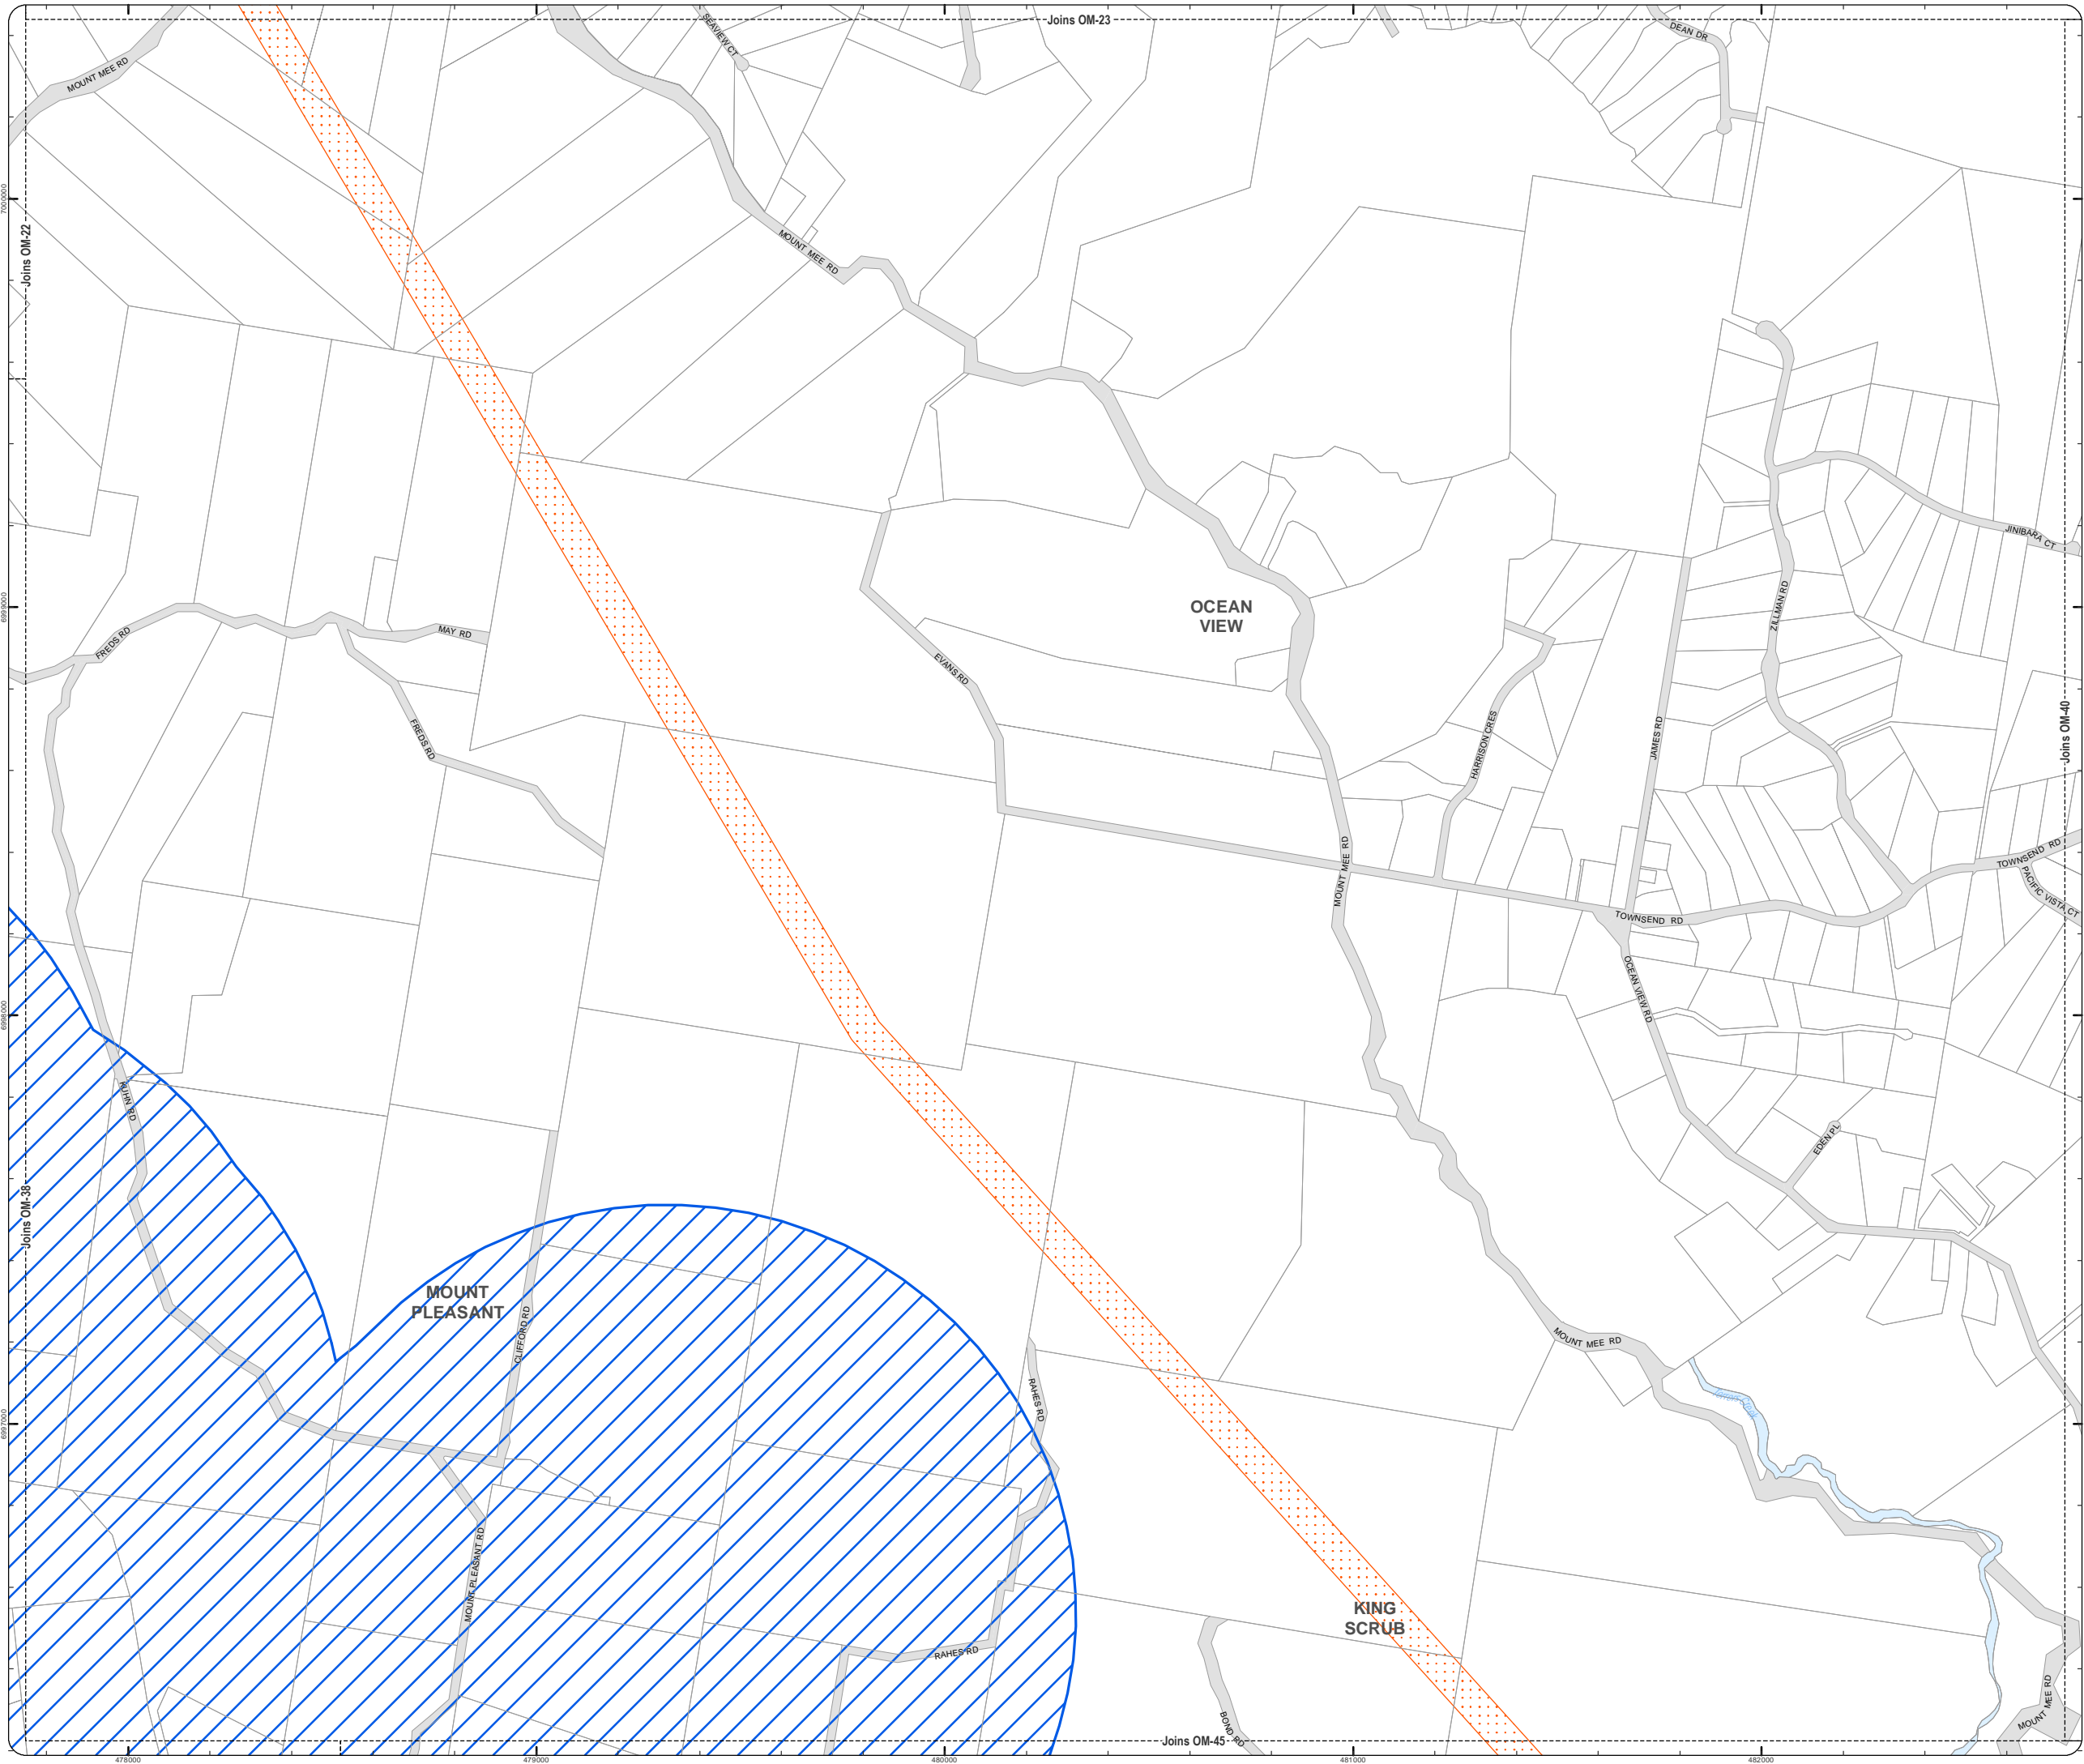 Joins OM-23
SEAVIEW CT
DEAN DR
MOUNT MEE RD
7000000
Joins OM-22
MOUNT MEE RD
JINIBARA CT
OCEAN
VIEW
6999000
ZILLMAN RD
MAY RD
FREDS RD
EVANS RD
FREDS RD
HARRISON CRES
JAMES RD
Joins OM-40
TOWNSEND RD
MOUNT MEE RD
PACIFIC VISTA CT
TOWNSEND RD
OCEAN VIEW RD
6998000
KUHN RD
EDEN PL
Joins OM-38
MOUNT
PLEASANT
CLIFFORD RD
MOUNT MEE RD
RAHES RD
6997000
MOUNT PLEASANT RD
KING
SCRUB
RAHES RD
BOND RD
MOUNT MEE RD
Joins OM-45
478000
479000
480000
481000
482000